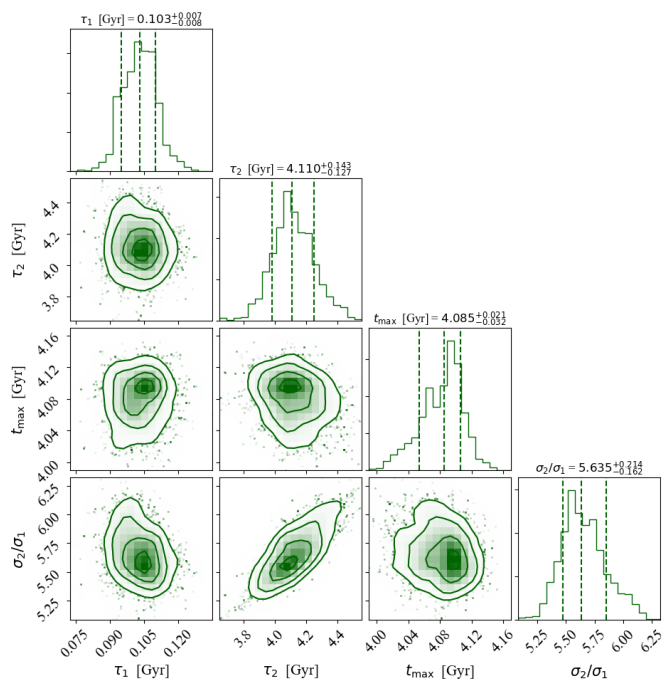 τ₁ [Gyr] = 0.103⁺⁰·⁰⁰⁷₋₀.₀₀₈
τ₂ [Gyr] = 4.110⁺⁰·¹⁴³₋₀.₁₂₇
τ₂ [Gyr]
4.4
4.2
4.0
3.8
t_max [Gyr] = 4.085⁺⁰·⁰²¹₋₀.₀₃₂
t_max [Gyr]
4.16
4.12
4.08
4.04
4.00
σ₂/σ₁ = 5.635⁺⁰·²¹⁴₋₀.₁₆₂
σ₂/σ₁
6.25
6.00
5.75
5.50
5.25
0.075 0.090 0.105 0.120
3.8 4.0 4.2 4.4
4.00 4.04 4.08 4.12 4.16
5.25 5.50 5.75 6.00 6.25
τ₁ [Gyr]
τ₂ [Gyr]
t_max [Gyr]
σ₂/σ₁